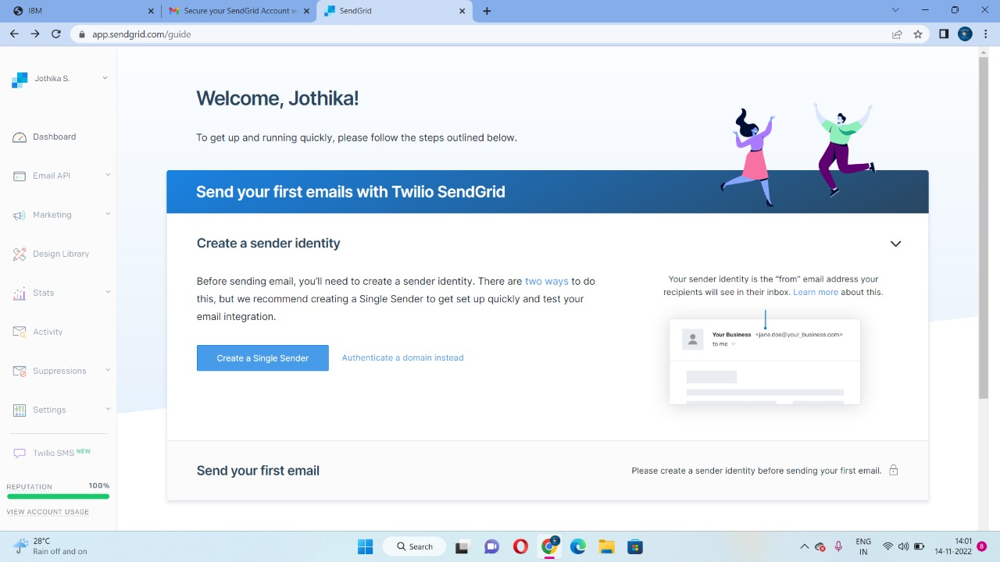 IBM
Secure your SendGrid Account w
SendGrid
app.sendgrid.com/guide
Jothika S.
Dashboard
Email API
Marketing
Design Library
Stats
Activity
Suppressions
Settings
Twilio SMS NEW
REPUTATION 100%
VIEW ACCOUNT USAGE
Welcome, Jothika!
To get up and running quickly, please follow the steps outlined below.
Send your first emails with Twilio SendGrid
Create a sender identity
Before sending email, you'll need to create a sender identity. There are two ways to do
this, but we recommend creating a Single Sender to get set up quickly and test your
email integration.
Create a Single Sender
Authenticate a domain instead
Your sender identity is the “from” email address your
recipients will see in their inbox. Learn more about this.
Your Business <jane.doe@your_business.com>
to me
Send your first email
Please create a sender identity before sending your first email.
28°C
Rain off and on
Search
ENG
IN
14:01
14-11-2022
8